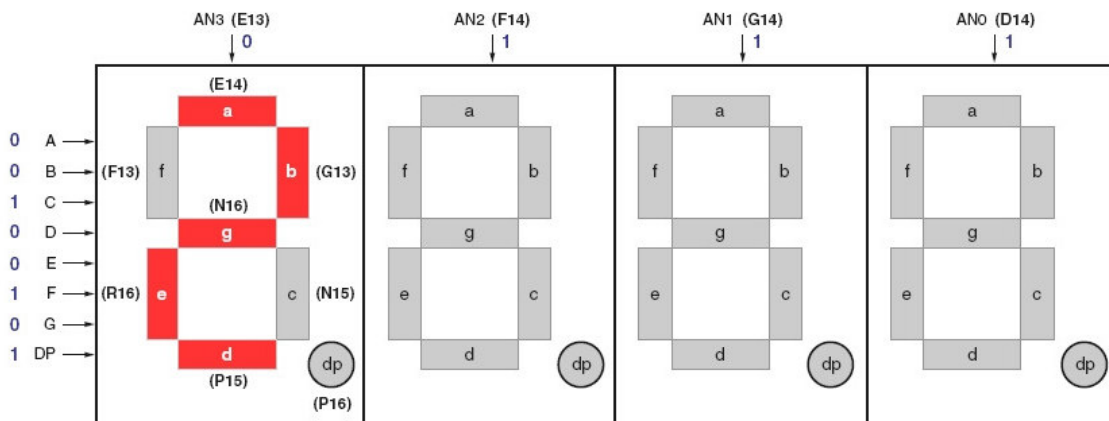 AN3 (E13) AN2 (F14) AN1 (G14) AN0 (D14)
0 1 1 1
(E14)
a a a a
0 A
0 B (F13) f b (G13) f b f b f b
1 C
(N16)
0 D g g g g
0 E
1 F (R16) e c (N15) e c e c e c
0 G
1 DP d dp d dp d dp d dp
(P15)
(P16)